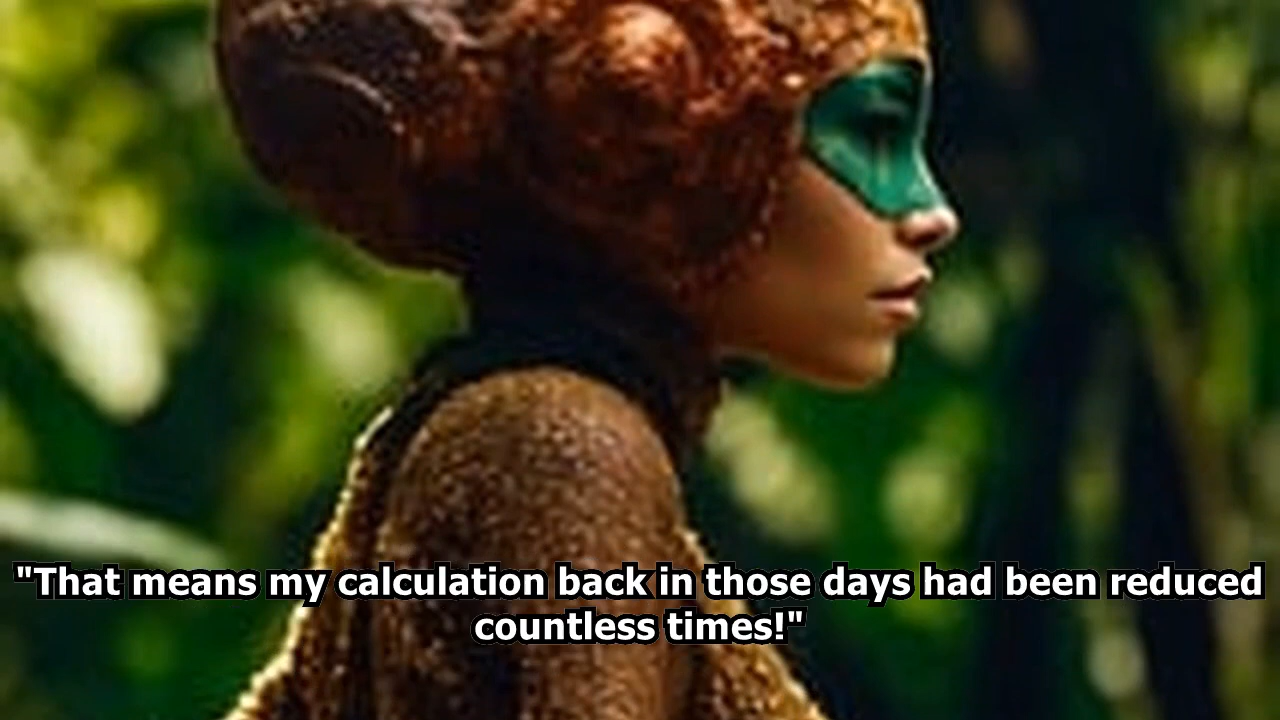 "That means my calculation back in those days had been reduced
countless times!"